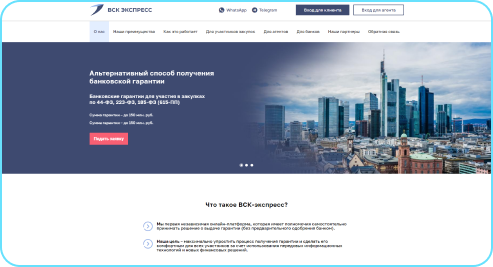 ВСК ЭКСПРЕСС
WhatsApp
Telegram
Вход для клиента
Вход для агента
О нас
Наши преимущества
Как это работает
Для участников закупок
Для агентов
Для банков
Наши партнеры
Обратная связь
Альтернативный способ получения
банковской гарантии
Банковские гарантии для участия в закупках
по 44-ФЗ, 223-ФЗ, 185-ФЗ (615-ПП)
Сумма гарантии - до
млн. руб.
Сумма гарантии - до
млн. руб.
Подать заявку
Что такое ВСК-экспресс?
Мы первая независимая онлайн-платформа, которая имеет полномочия самостоятельно
принимать решение о выдаче гарантии (без предварительного одобрения банком).
Наша цель – максимально упростить процесс получения гарантии и сделать его
комфортным для всех участников за счет использования передовых информационных
технологий и новых финансовых решений.